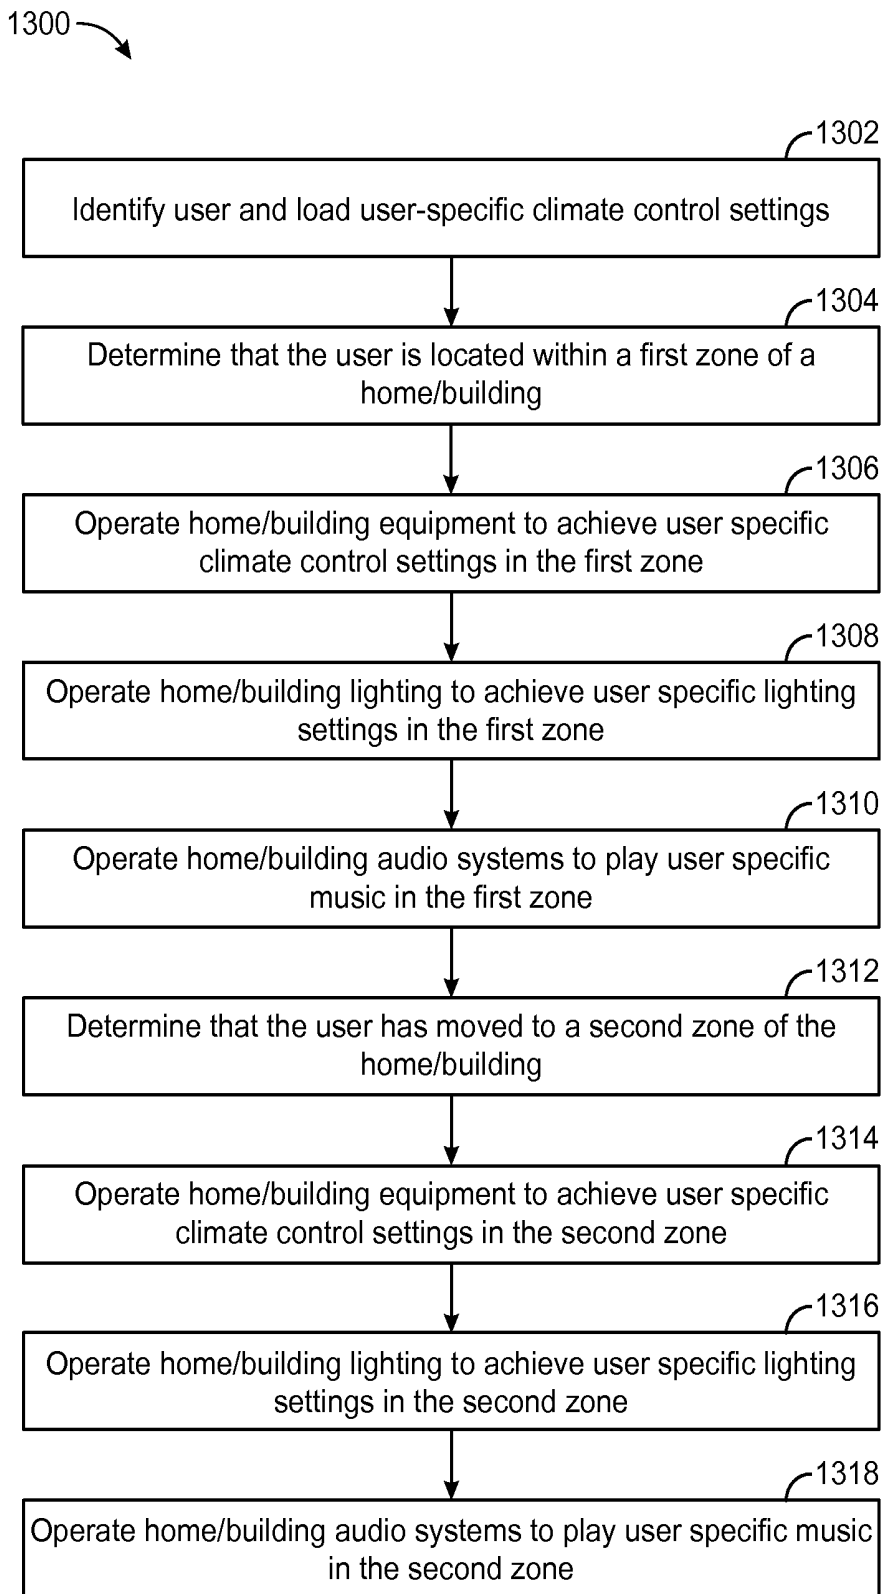 1300
1302
Identify user and load user-specific climate control settings
1304
Determine that the user is located within a first zone of a
home/building
1306
Operate home/building equipment to achieve user specific
climate control settings in the first zone
1308
Operate home/building lighting to achieve user specific lighting
settings in the first zone
1310
Operate home/building audio systems to play user specific
music in the first zone
1312
Determine that the user has moved to a second zone of the
home/building
1314
Operate home/building equipment to achieve user specific
climate control settings in the second zone
1316
Operate home/building lighting to achieve user specific lighting
settings in the second zone
1318
Operate home/building audio systems to play user specific music
in the second zone